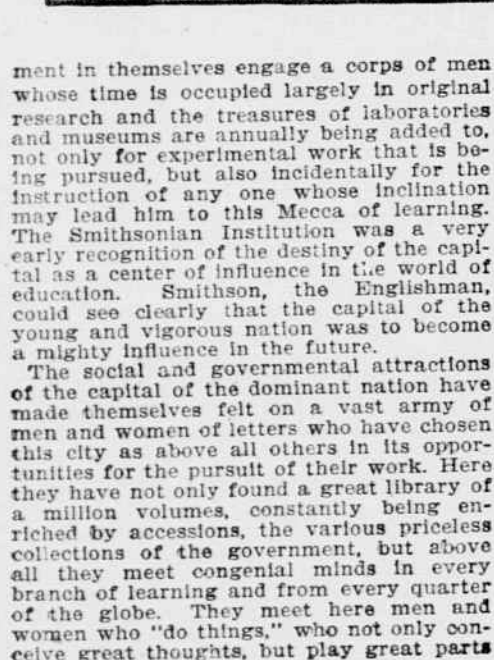 ment in themselves engage a corps of men
whose time is occupied largely in original
research and the treasures of laboratories
and museums are annually being added to,
not only for experimental work that is be-
ing pursued, but also incidentally for the
instruction of any one whose inclination
may lead him to this Mecca of learning.
The Smithsonian Institution was a very
early recognition of the destiny of the capi-
tal as a center of influence in the world of
education. Smithson, the Englishman,
could see clearly that the capital of the
young and vigorous nation was to become
a mighty influence in the future.
The social and governmental attractions
of the capital of the dominant nation have
made themselves felt on a vast army of
men and women of letters who have chosen
this city as above all others in its oppor-
tunities for the pursuit of their work. Here
they have not only found a great library of
a million volumes, constantly being en-
riched by accessions, the various priceless
collections of the government, but above
all they meet congenial minds in every
branch of learning and from every quarter
of the globe. They meet here men and
women who "do things," who not only con-
ceive great thoughts, but play great parts